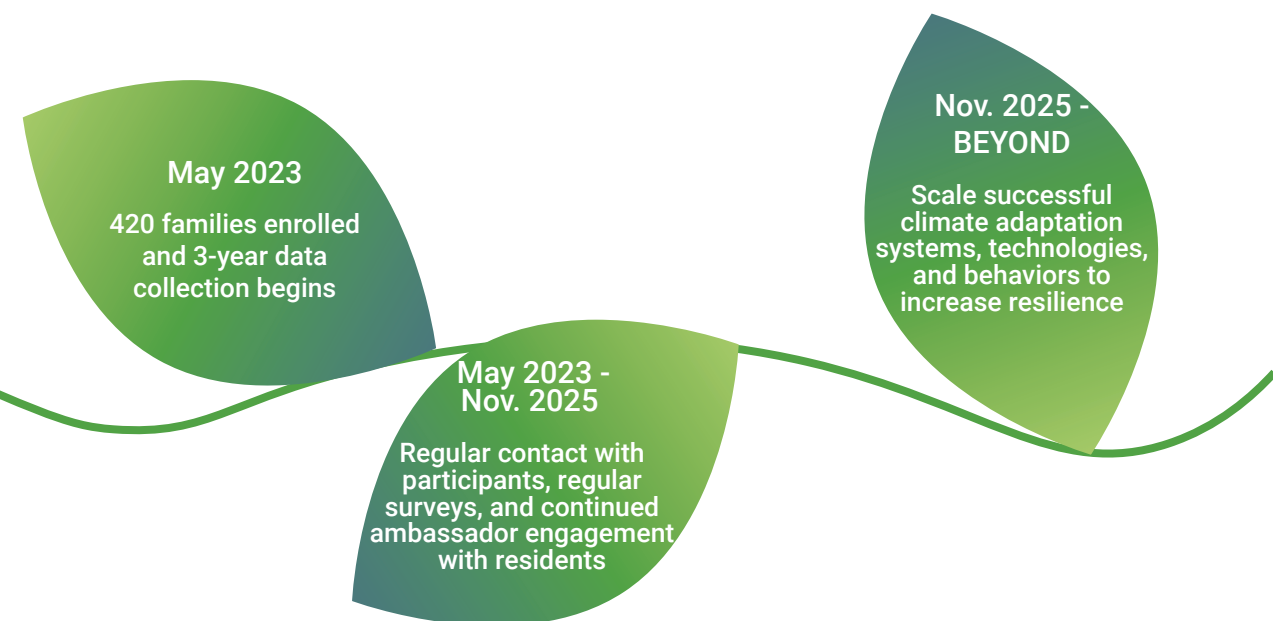 May 2023
420 families enrolled
and 3-year data
collection begins
May 2023 -
Nov. 2025
Regular contact with
participants, regular
surveys, and continued
ambassador engagement
with residents
Nov. 2025 -
BEYOND
Scale successful
climate adaptation
systems, technologies,
and behaviors to
increase resilience